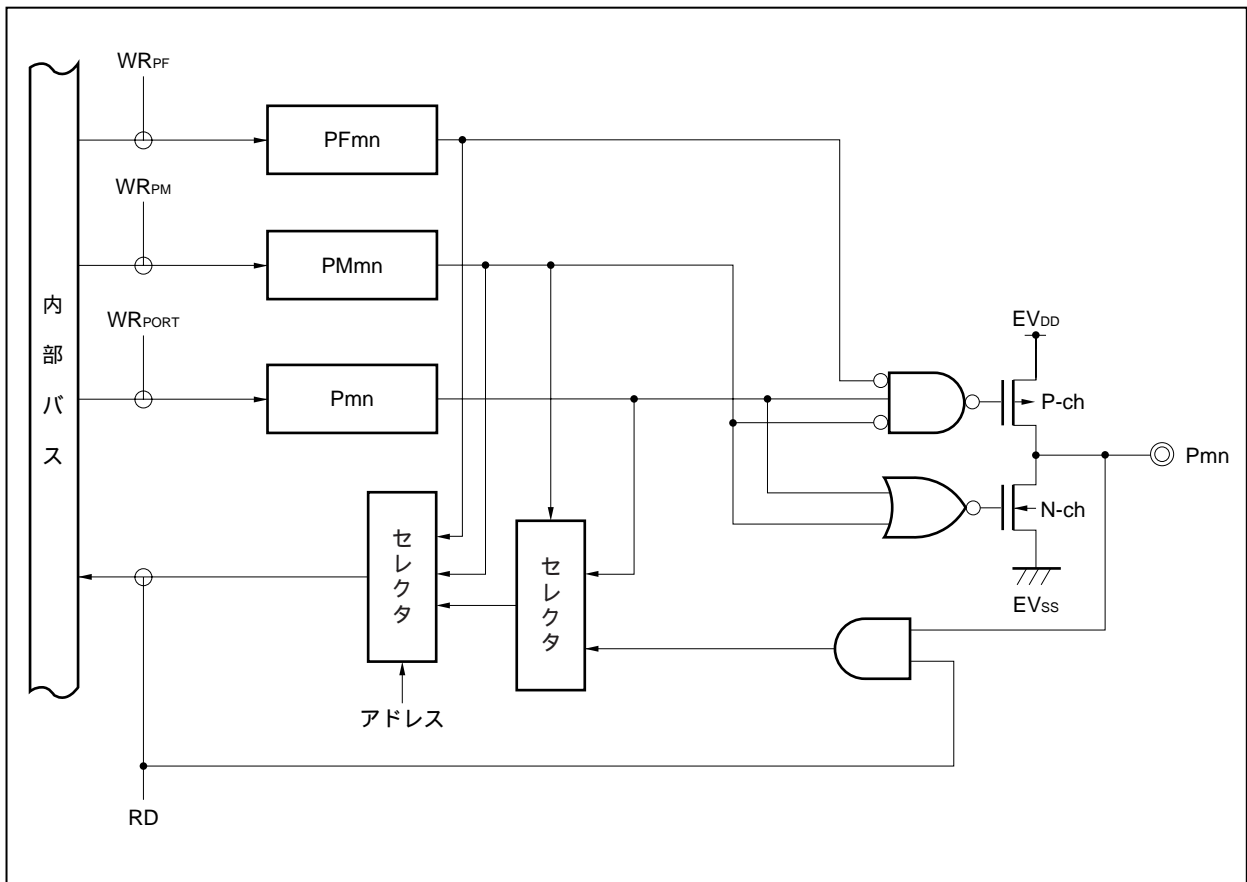 WRPF
PFmn
WRPM
PMmn
内部バス
WRPORT
Pmn
EVDD
P-ch
Pmn
N-ch
EVSS
セレクタ
セレクタ
アドレス
RD